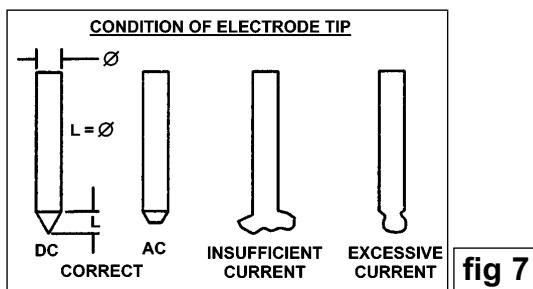 CONDITION OF ELECTRODE TIP
Ø
L = Ø
L
DC
AC
CORRECT
INSUFFICIENT
CURRENT
EXCESSIVE
CURRENT
fig 7